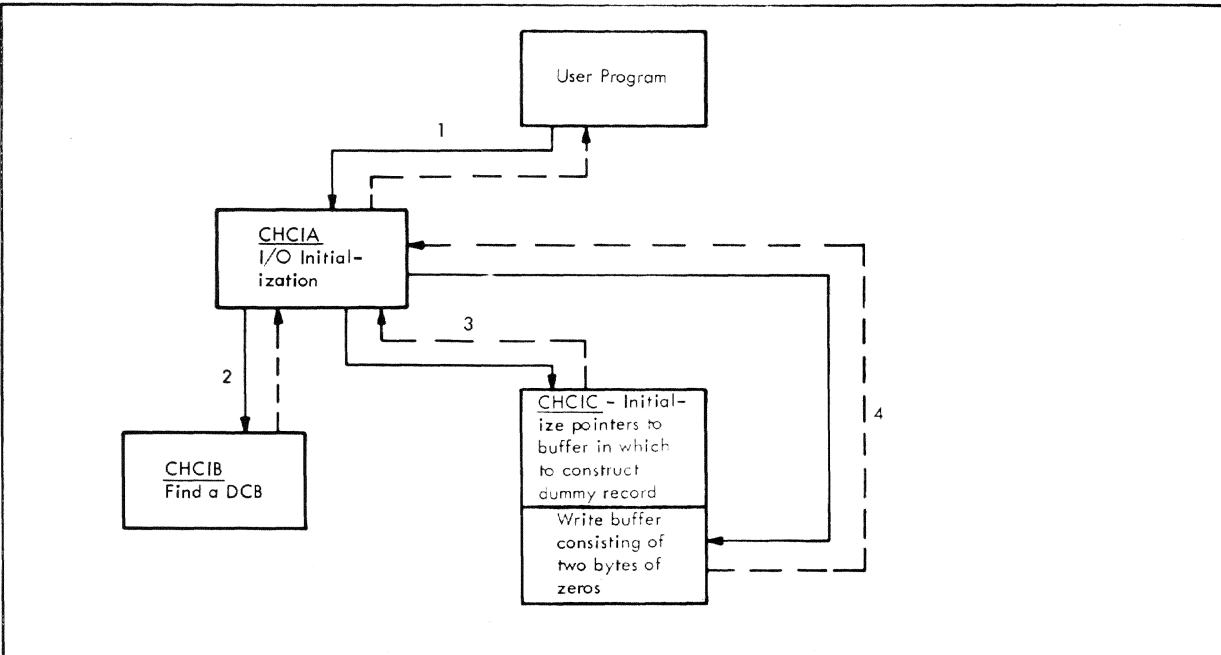 User Program
1
CHCIA
I/O Initial-
ization
3
2
CHCIC - Initial-
ize pointers to
buffer in which
to construct
dummy record
4
CHCIB
Find a DCB
Write buffer
consisting of
two bytes of
zeros